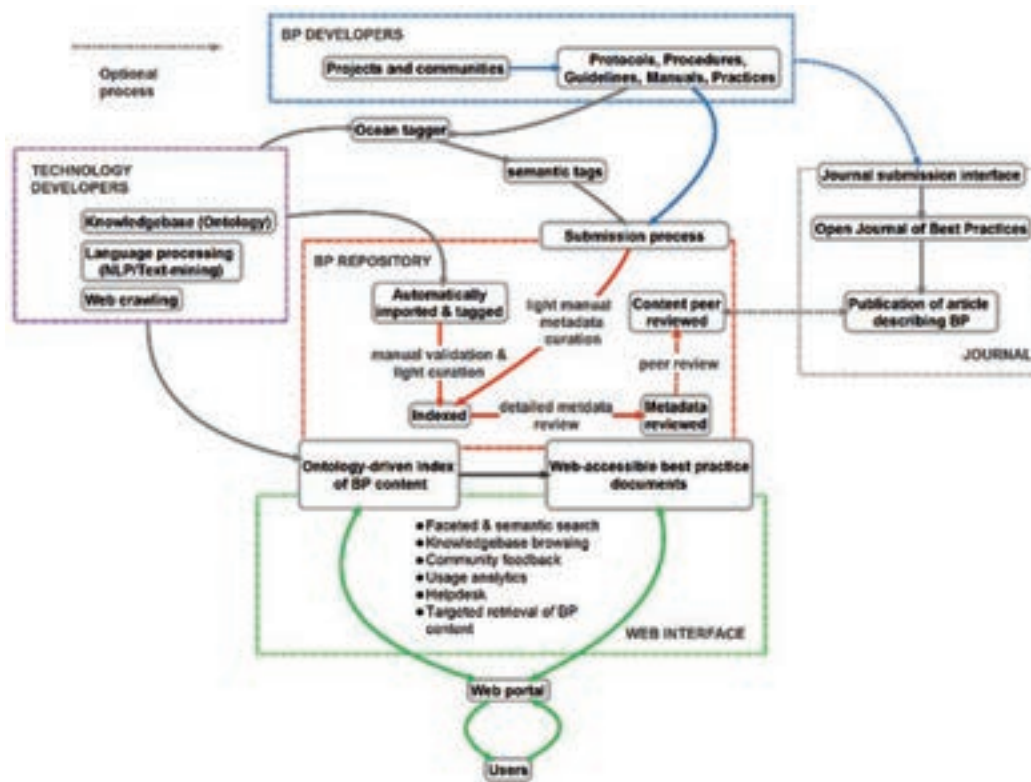 BP DEVELOPERS
Optional
process
Projects and communities
Protocols, Procedures,
Guidelines, Manuals, Practices
Ocean tagger
semantic tags
TECHNOLOGY
DEVELOPERS
Knowledgebase (Ontology)
Language processing
(NLP/Text-mining)
Web crawling
Journal submission interface
Open Journal of Best Practices
Publication of article
describing BP
JOURNAL
Submission process
BP REPOSITORY
Automatically
imported & tagged
light manual
metadata
curation
Content peer
reviewed
manual validation &
light curation
peer review
Indexed
detailed metdata
review
Metadata
reviewed
Ontology-driven index
of BP content
Web-accessible best practice
documents
●Faceted & semantic search
●Knowledgebase browsing
●Community feedback
●Usage analytics
●Helpdesk
●Targeted retrieval of BP
content
WEB INTERFACE
Web portal
Users